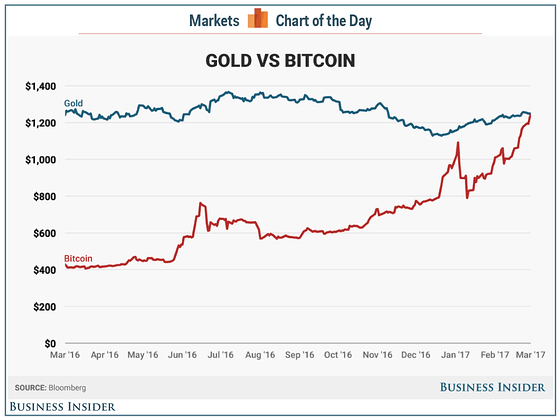 Markets Chart of the Day
GOLD VS BITCOIN
$1,400
Gold
$1,200
$1,000
$800
$600
Bitcoin
$400
$200
$0
Mar '16 Apr '16 May '16 Jun '16 Jul '16 Aug '16 Sep '16 Oct '16 Nov '16 Dec '16 Jan '17 Feb '17 Mar '17
SOURCE: Bloomberg BUSINESS INSIDER
BUSINESS INSIDER